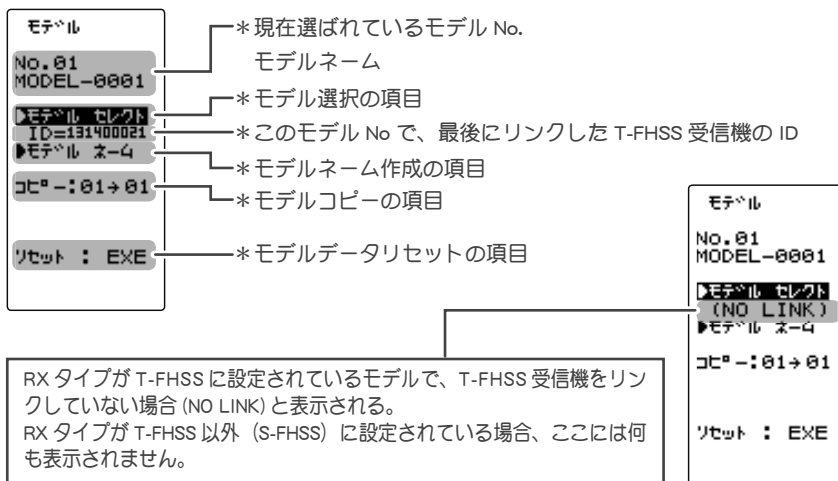 モデル
No.01
MODEL-0001
▶モデル セレクト
ID=131400021
▶モデル ネーム
コピー:01→01
リセット : EXE
＊現在選ばれているモデル No.
モデルネーム
＊モデル選択の項目
＊このモデル No で、最後にリンクした T-FHSS 受信機の ID
＊モデルネーム作成の項目
＊モデルコピーの項目
＊モデルデータリセットの項目
モデル
No.01
MODEL-0001
▶モデル セレクト
(NO LINK)
▶モデル ネーム
コピー:01→01
リセット : EXE
RX タイプが T-FHSS に設定されているモデルで、T-FHSS 受信機をリン
クしていない場合 (NO LINK) と表示される。
RX タイプが T-FHSS 以外（S-FHSS）に設定されている場合、ここには何
も表示されません。